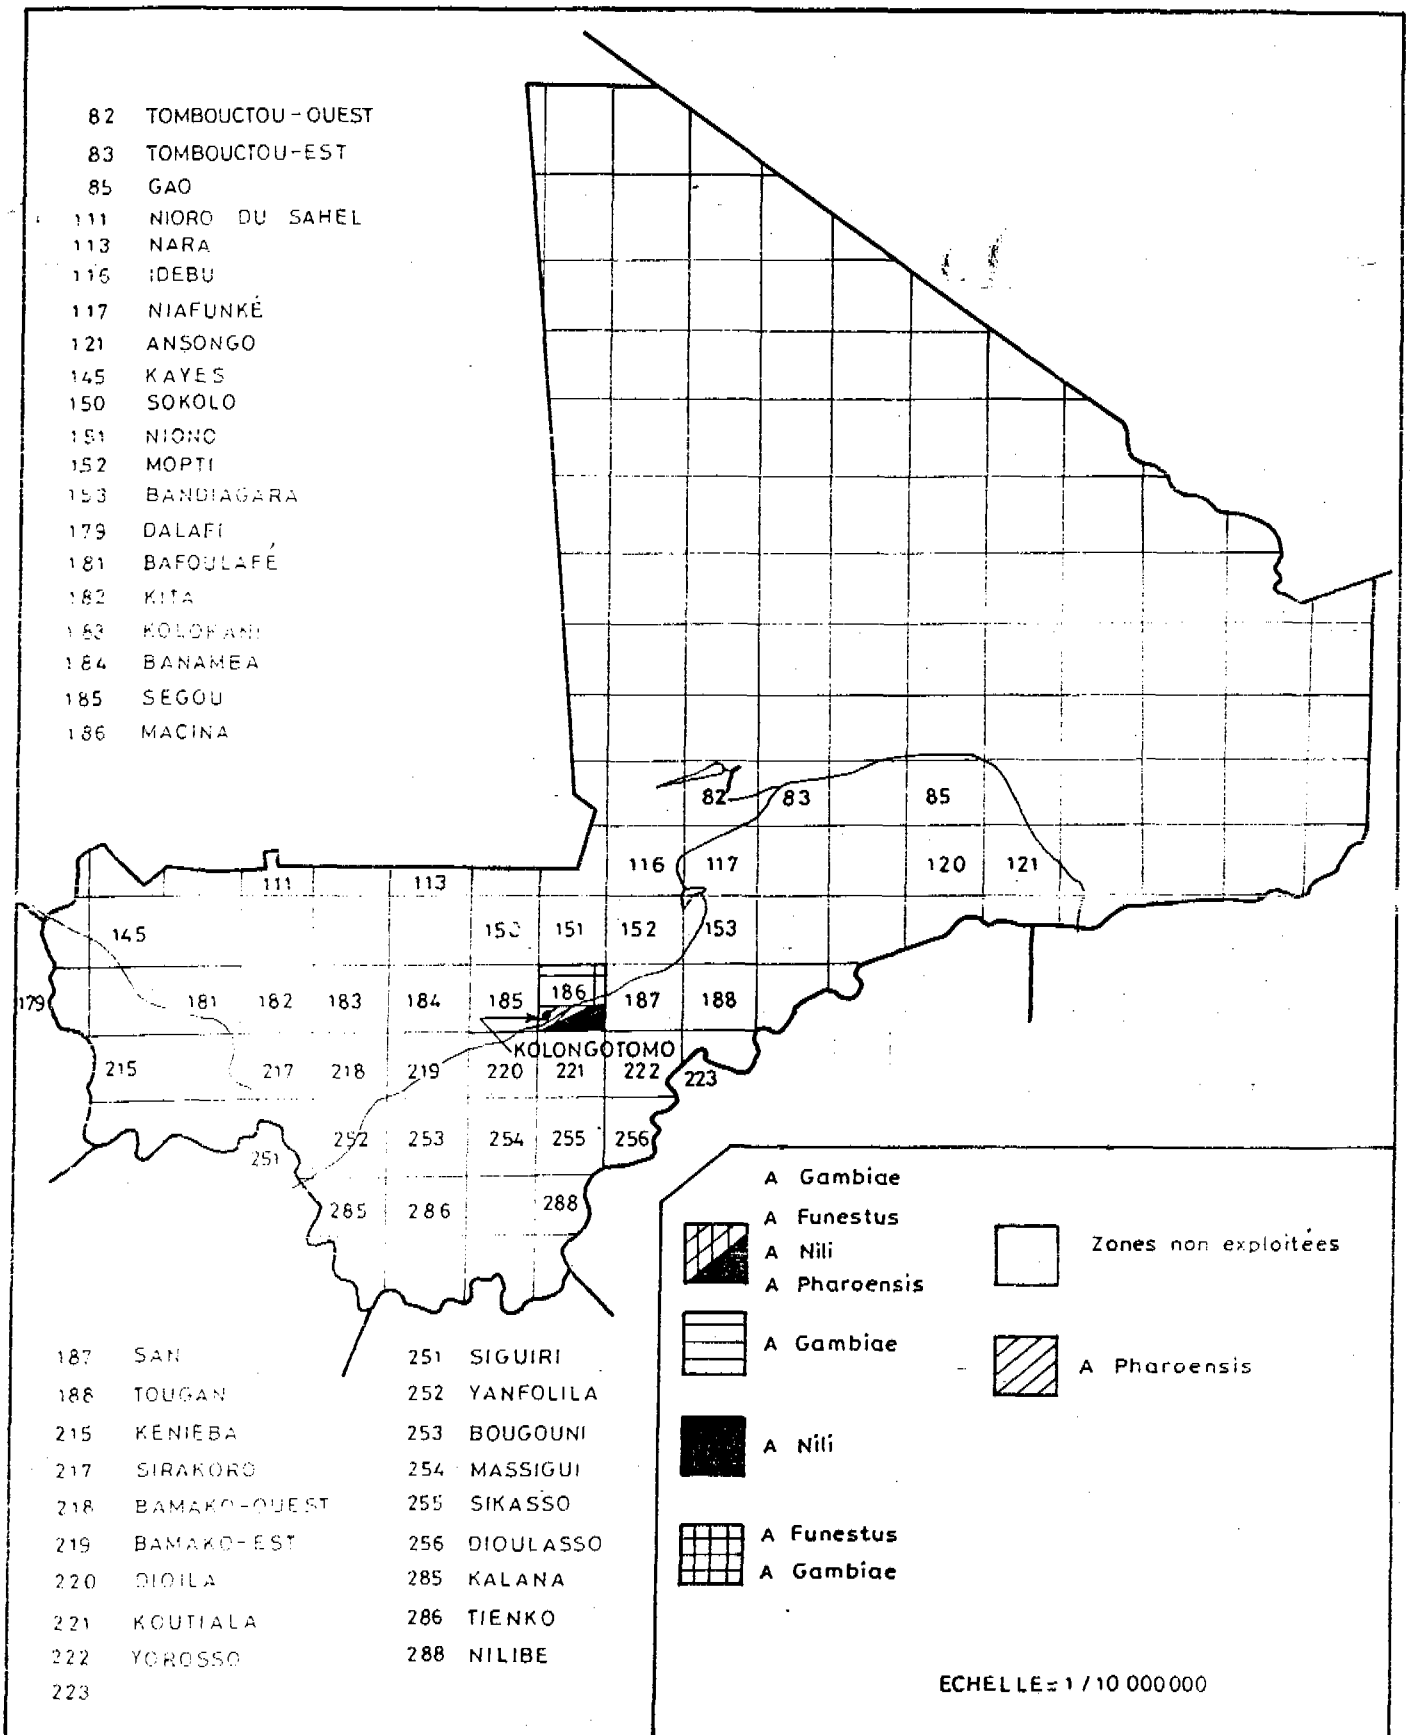 82 TOMBOUCTOU-OUEST
83 TOMBOUCTOU-EST
85 GAO
111 NIORO DU SAHEL
113 NARA
116 IDEBU
117 NIAFUNKÉ
121 ANSONGO
145 KAYES
150 SOKOLO
151 NIONO
152 MOPTI
153 BANDIAGARA
179 DALAFI
181 BAFOULAFÉ
182 KITA
183 KOLOKANI
184 BANAMBA
185 SEGOU
186 MACINA
82 83 85
116 117 120 121
111 113
145 150 151 152 153
179 181 182 183 184 185 186 187 188
KOLONGOTOMO
215 217 218 219 220 221 222 223
251 252 253 254 255 256
285 286 288
187 SAN
188 TOUGAN
215 KENIEBA
217 SIRAKORO
218 BAMAKO-OUEST
219 BAMAKO-EST
220 DIOILA
221 KOUTIALA
222 YOROSSO
223
251 SIGUIRI
252 YANFOLILA
253 BOUGOUNI
254 MASSIGUI
255 SIKASSO
256 DIOULASSO
285 KALANA
286 TIENKO
288 NILIBE
A Gambiae
A Funestus
A Nili
A Pharoensis
A Gambiae
A Nili
A Funestus
A Gambiae
Zones non exploitées
A Pharoensis
ECHELLE=1/10 000000